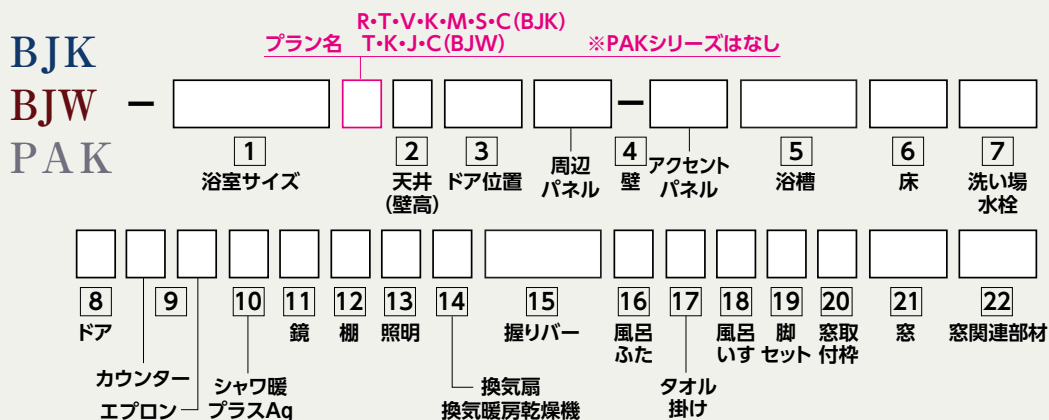 R・T・V・K・M・S・C(BJK)
プラン名 T・K・J・C(BJW) ※PAKシリーズはなし
BJK
BJW －
PAK
－
1 2 3 4 5 6 7
浴室サイズ
天井
(壁高)
ドア位置
周辺
パネル
壁
アクセント
パネル
浴槽
床
洗い場
水栓
8 9 10 11 12 13 14 15 16 17 18 19 20 21 22
ドア
カウンター
エプロン
シャワ暖
プラスAg
鏡
棚
照明
換気扇
換気暖房乾燥機
握りバー
風呂
ふた
タオル
掛け
風呂
いす
脚
セット
窓取
付枠
窓
窓関連部材